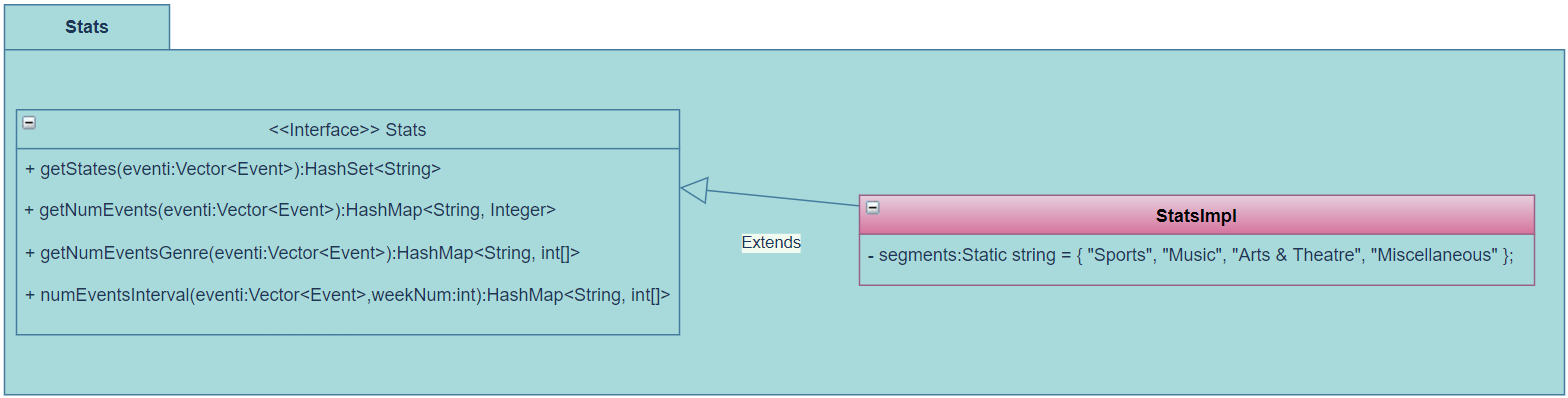 Stats
<<Interface>> Stats
+ getStates(eventi:Vector<Event>):HashSet<String>
+ getNumEvents(eventi:Vector<Event>):HashMap<String, Integer>
+ getNumEventsGenre(eventi:Vector<Event>):HashMap<String, int[]>
+ numEventsInterval(eventi:Vector<Event>,weekNum:int):HashMap<String, int[]>
Extends
StatsImpl
- segments:Static string = { "Sports", "Music", "Arts & Theatre", "Miscellaneous" };